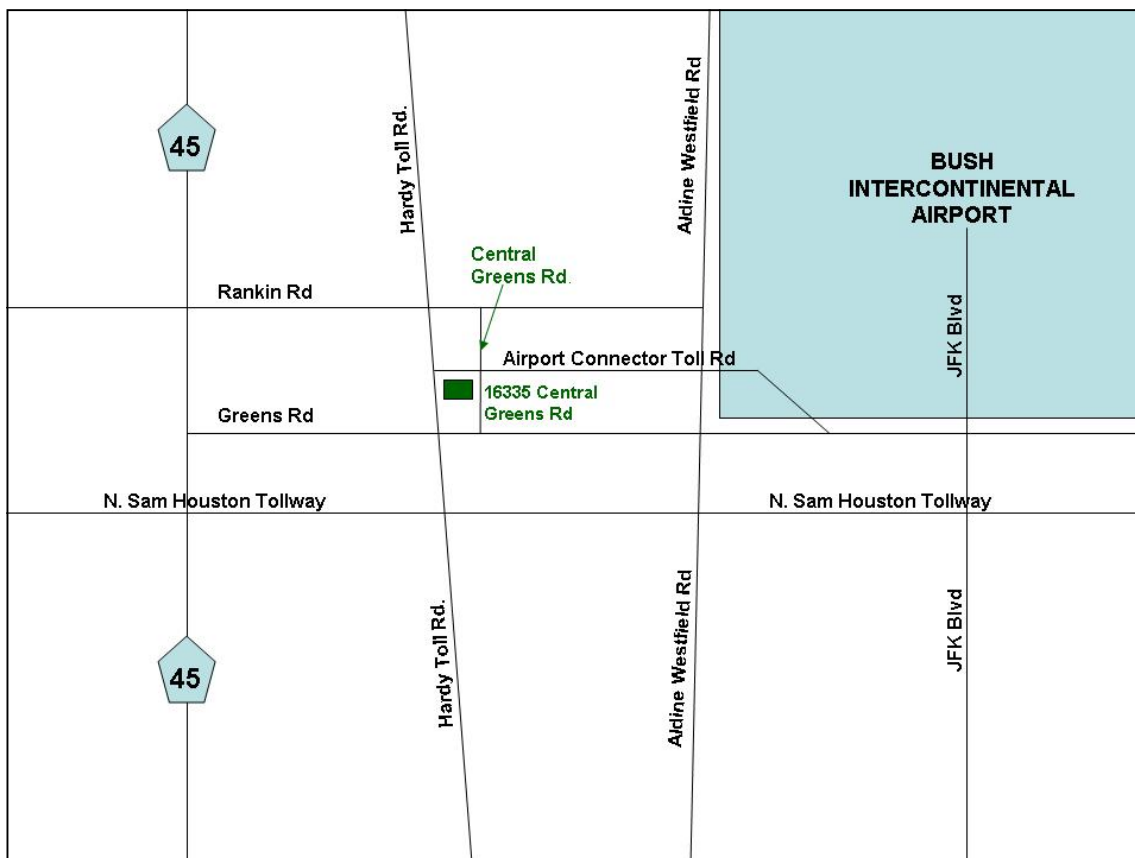 45
Hardy Toll Rd.
Aldine Westfield Rd
BUSH
INTERCONTINENTAL
AIRPORT
Central
Greens Rd.
Rankin Rd
JFK Blvd
Airport Connector Toll Rd
16335 Central
Greens Rd
Greens Rd
N. Sam Houston Tollway
N. Sam Houston Tollway
45
Hardy Toll Rd.
Aldine Westfield Rd
JFK Blvd